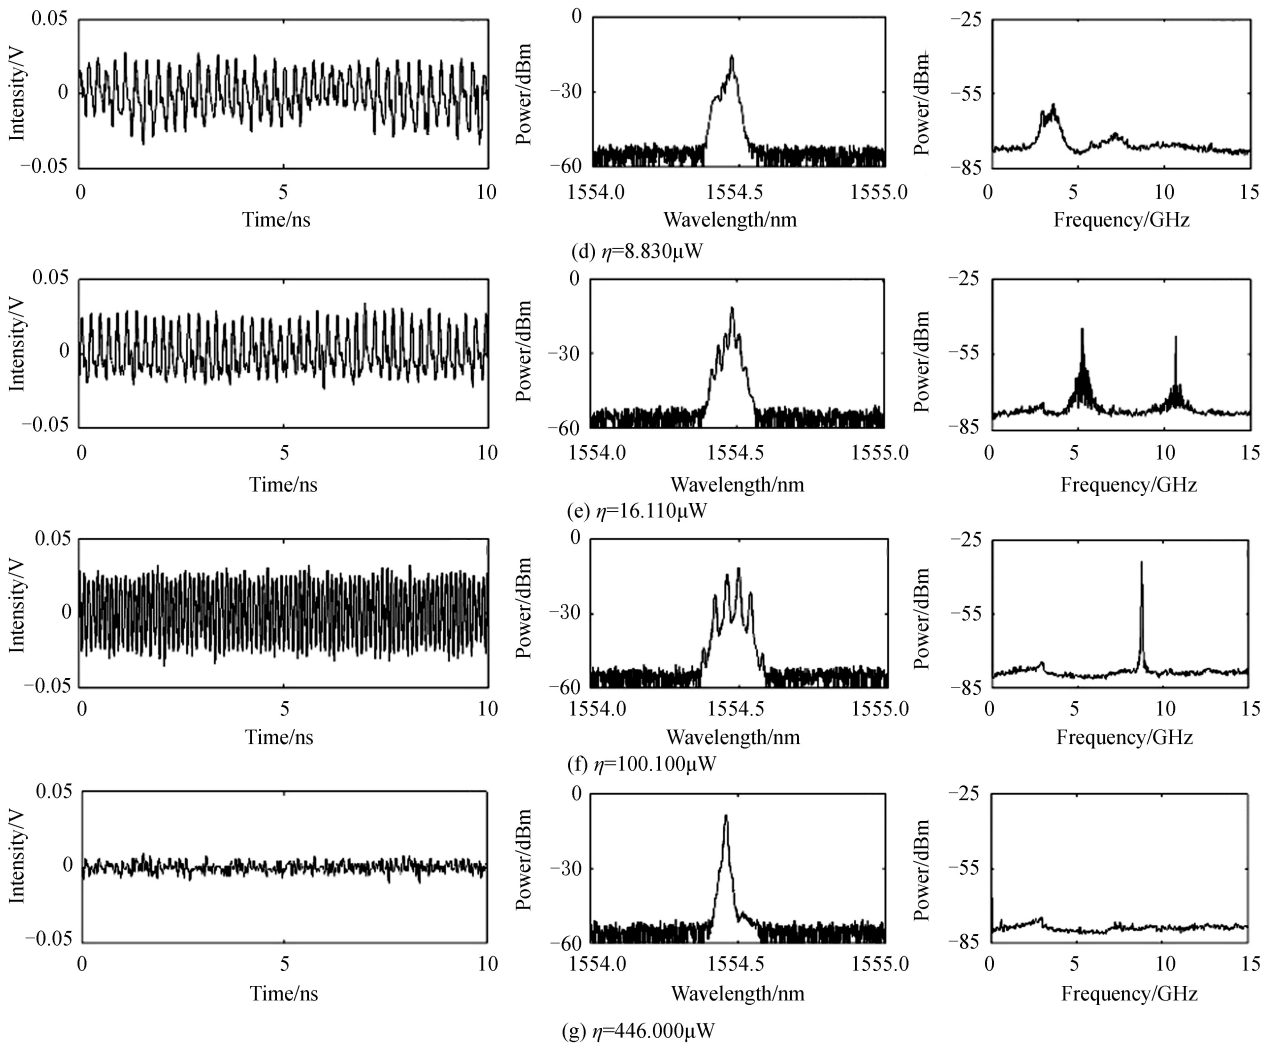 0.05
0
−0.05
Intensity/V
0 5 10
Time/ns
0
−30
−60
Power/dBm
1554.0 1554.5 1555.0
Wavelength/nm
−25
−55
−85
Power/dBm
0 5 10 15
Frequency/GHz
(d) η=8.830μW
0.05
0
−0.05
Intensity/V
0 5 10
Time/ns
0
−30
−60
Power/dBm
1554.0 1554.5 1555.0
Wavelength/nm
−25
−55
−85
Power/dBm
0 5 10 15
Frequency/GHz
(e) η=16.110μW
0.05
0
−0.05
Intensity/V
0 5 10
Time/ns
0
−30
−60
Power/dBm
1554.0 1554.5 1555.0
Wavelength/nm
−25
−55
−85
Power/dBm
0 5 10 15
Frequency/GHz
(f) η=100.100μW
0.05
0
−0.05
Intensity/V
0 5 10
Time/ns
0
−30
−60
Power/dBm
1554.0 1554.5 1555.0
Wavelength/nm
−25
−55
−85
Power/dBm
0 5 10 15
Frequency/GHz
(g) η=446.000μW